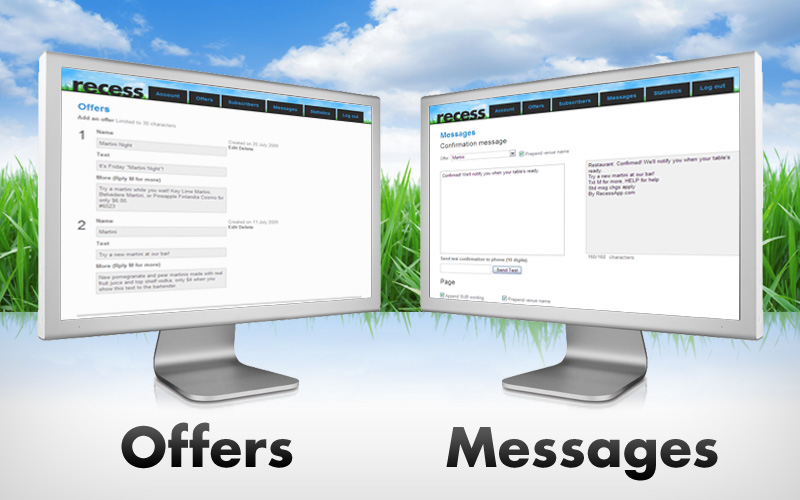 recess
Account
Offers
Subscribers
Messages
Statistics
Log out
Offers
Add an offer Limited to 35 characters
1
Name
Created on 25 July 2009
Martini Night
Edit Delete
Text
It's Friday "Martini Night"!
More (Reply M for more)
Try a martini while you wait! Key Lime Martini,
Belvedere Martini, or Pineapple Finlandia Cosmo for
only $6.50.
#6523
2
Name
Created on 11 July 2009
Martini
Edit Delete
Text
Try a new martini at our bar!
More (Reply M for more)
New pomegranate and pear martinis made with real
fruit juice and top shelf vodka, only $4 when you
show this text to the bartender.
recess
Account
Offers
Subscribers
Messages
Statistics
Log out
Messages
Confirmation message
Offer
Martini
Prepend venue name
Confirmed! We'll notify you when your table's ready.
Restaurant: Confirmed! We'll notify you when your table's
ready.
Try a new martini at our bar!
Txt M for more, HELP for help
Std msg chgs apply
By RecessApp.com
160/160 characters
Send test confirmation to phone (10 digits)
Send Test
Page
Append SUB wording
Prepend venue name
Offers
Messages